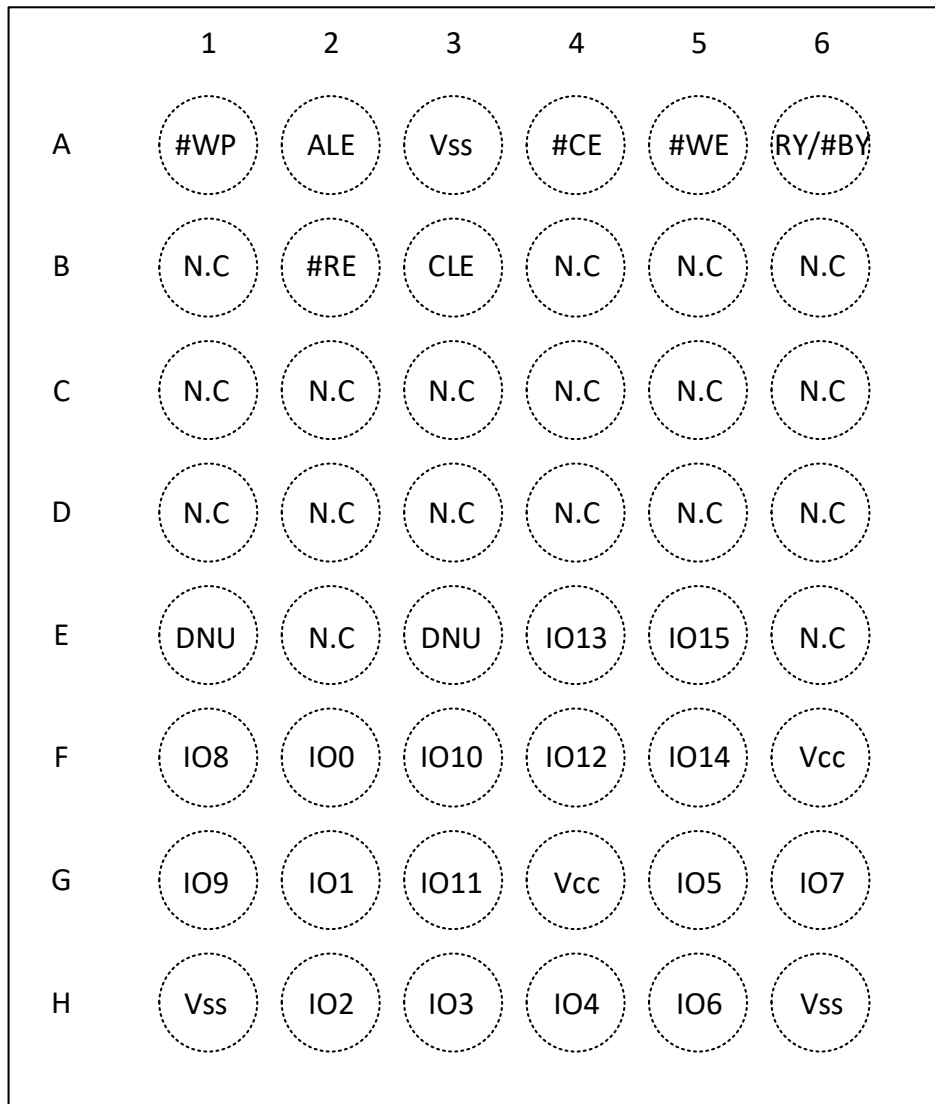 1 2 3 4 5 6
A #WP ALE Vss #CE #WE RY/#BY
B N.C #RE CLE N.C N.C N.C
C N.C N.C N.C N.C N.C N.C
D N.C N.C N.C N.C N.C N.C
E DNU N.C DNU IO13 IO15 N.C
F IO8 IO0 IO10 IO12 IO14 Vcc
G IO9 IO1 IO11 Vcc IO5 IO7
H Vss IO2 IO3 IO4 IO6 Vss